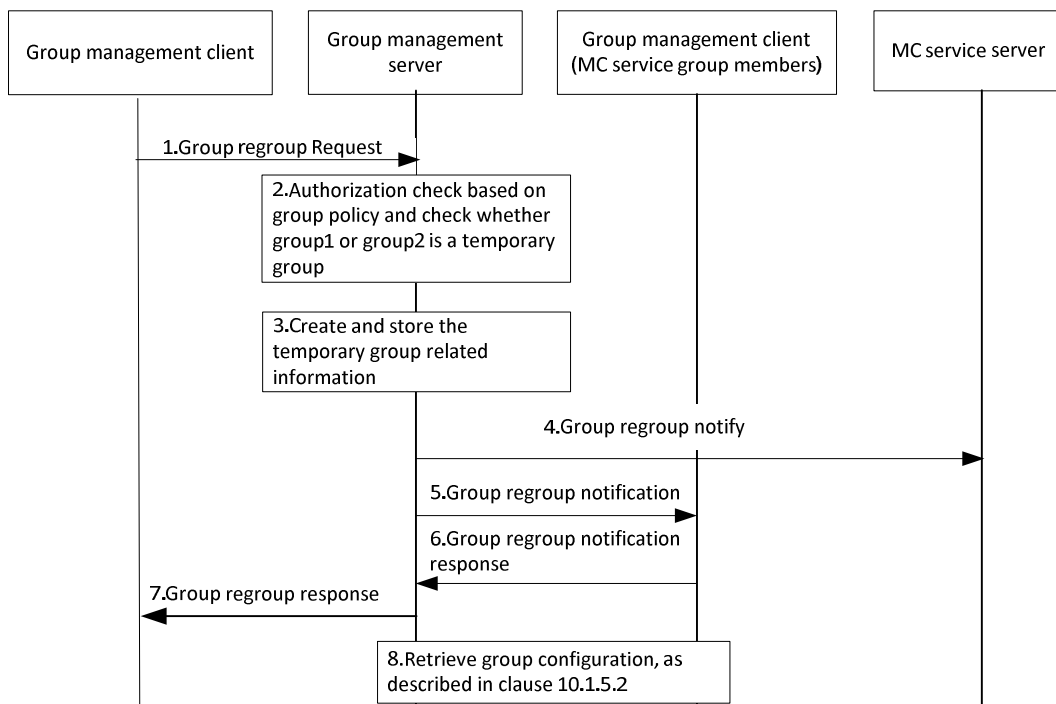 Group management client
Group management
server
Group management client
(MC service group members)
MC service server
1.Group regroup Request
2.Authorization check based on
group policy and check whether
group1 or group2 is a temporary
group
3.Create and store the
temporary group related
information
4.Group regroup notify
5.Group regroup notification
6.Group regroup notification
response
7.Group regroup response
8.Retrieve group configuration, as
described in clause 10.1.5.2